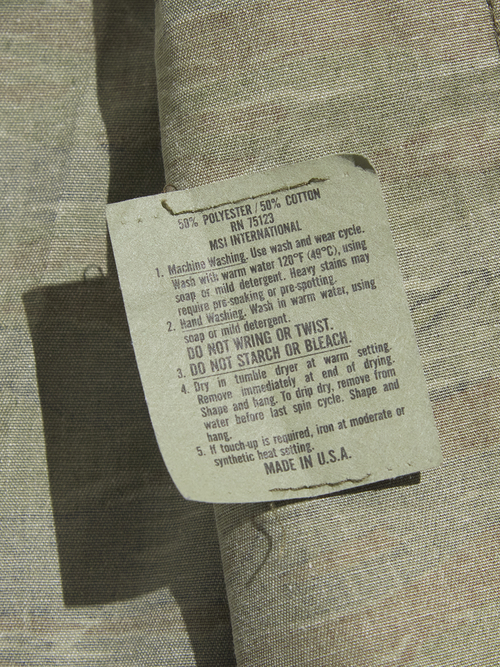 50% POLYESTER / 50% COTTON
RN 75123
MSI INTERNATIONAL
1. Machine Washing. Use wash and wear cycle.
Wash with warm water 120°F (49°C), using
soap or mild detergent. Heavy stains may
require pre-soaking or pre-spotting.
2. Hand Washing. Wash in warm water, using
soap or mild detergent.
DO NOT WRING OR TWIST.
3. DO NOT STARCH OR BLEACH.
4. Dry in tumble dryer at warm setting.
Remove immediately at end of drying.
Shape and hang. To drip dry, remove from
water before last spin cycle. Shape and
hang.
5. If touch-up is required, iron at moderate or
synthetic heat setting.
MADE IN U.S.A.